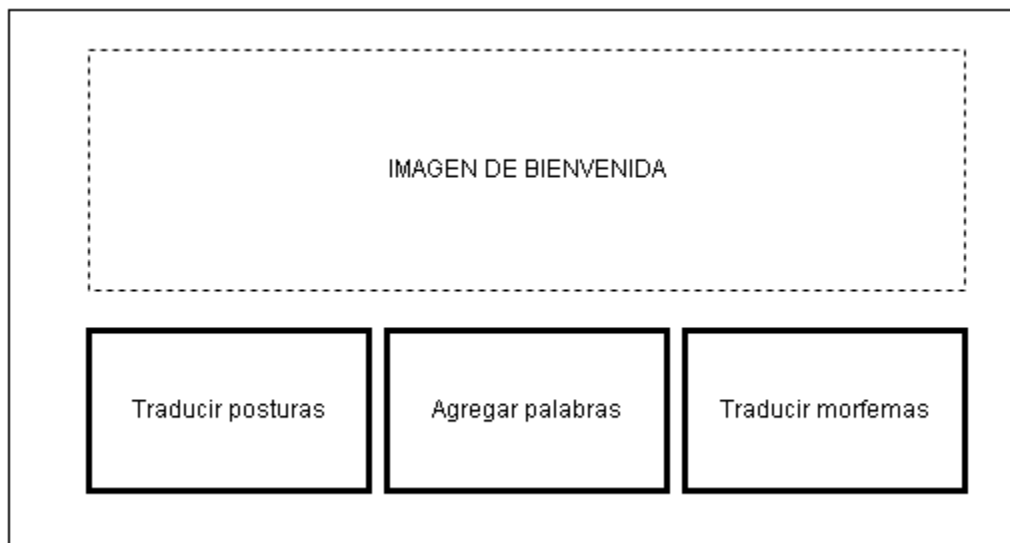 IMAGEN DE BIENVENIDA
Traducir posturas
Agregar palabras
Traducir morfemas